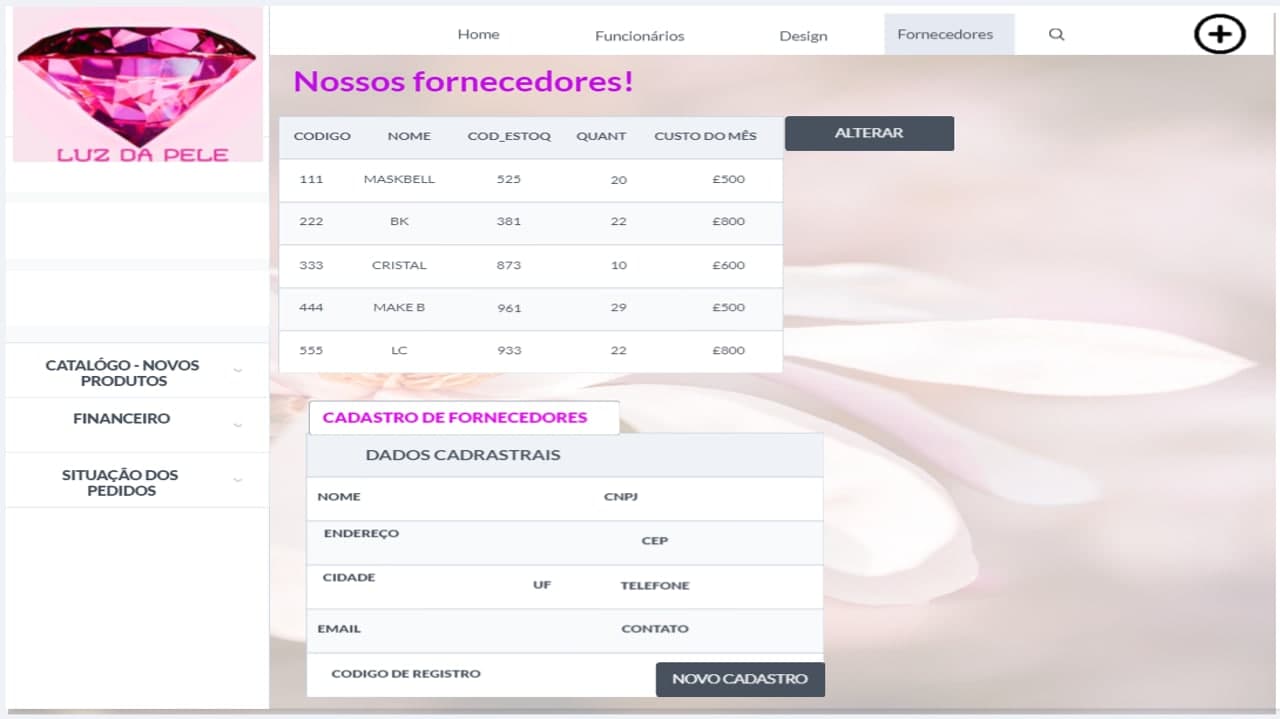 LUZ DA PELE
Home Funcionários Design Fornecedores
Nossos fornecedores!
CODIGO NOME COD_ESTOQ QUANT CUSTO DO MÊS ALTERAR
111 MASKBELL 525 20 £500
222 BK 381 22 £800
333 CRISTAL 873 10 £600
444 MAKE B 961 29 £500
555 LC 933 22 £800
CATALÓGO - NOVOS
PRODUTOS
FINANCEIRO
SITUAÇÃO DOS
PEDIDOS
CADASTRO DE FORNECEDORES
DADOS CADRASTRAIS
NOME CNPJ
ENDEREÇO CEP
CIDADE UF TELEFONE
EMAIL CONTATO
CODIGO DE REGISTRO NOVO CADASTRO